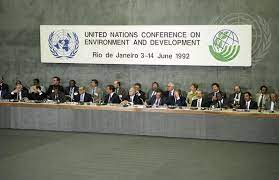 UNITED NATIONS CONFERENCE ON
ENVIRONMENT AND DEVELOPMENT
Rio de Janeiro 3-14 June 1992